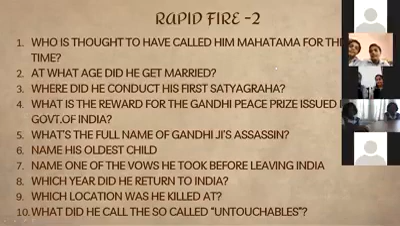 RAPID FIRE -2
1. WHO IS THOUGHT TO HAVE CALLED HIM MAHATAMA FOR THE
TIME?
2. AT WHAT AGE DID HE GET MARRIED?
3. WHERE DID HE CONDUCT HIS FIRST SATYAGRAHA?
4. WHAT IS THE REWARD FOR THE GANDHI PEACE PRIZE ISSUED
GOVT.OF INDIA?
5. WHAT'S THE FULL NAME OF GANDHI JI'S ASSASSIN?
6. NAME HIS OLDEST CHILD
7. NAME ONE OF THE VOWS HE TOOK BEFORE LEAVING INDIA
8. WHICH YEAR DID HE RETURN TO INDIA?
9. WHICH LOCATION WAS HE KILLED AT?
10. WHAT DID HE CALL THE SO CALLED "UNTOUCHABLES"?